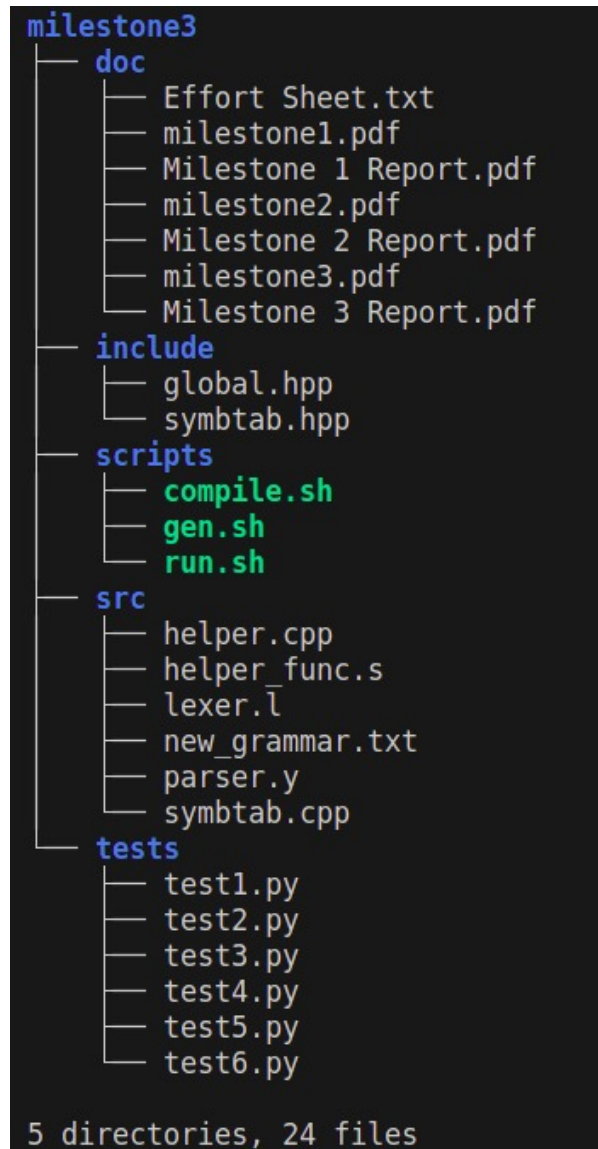 milestone3
├── doc
│   ├── Effort Sheet.txt
│   ├── milestone1.pdf
│   ├── Milestone 1 Report.pdf
│   ├── milestone2.pdf
│   ├── Milestone 2 Report.pdf
│   ├── milestone3.pdf
│   └── Milestone 3 Report.pdf
├── include
│   ├── global.hpp
│   └── symbtab.hpp
├── scripts
│   ├── compile.sh
│   ├── gen.sh
│   └── run.sh
├── src
│   ├── helper.cpp
│   ├── helper_func.s
│   ├── lexer.l
│   ├── new_grammar.txt
│   ├── parser.y
│   └── symbtab.cpp
└── tests
    ├── test1.py
    ├── test2.py
    ├── test3.py
    ├── test4.py
    ├── test5.py
    └── test6.py
5 directories, 24 files